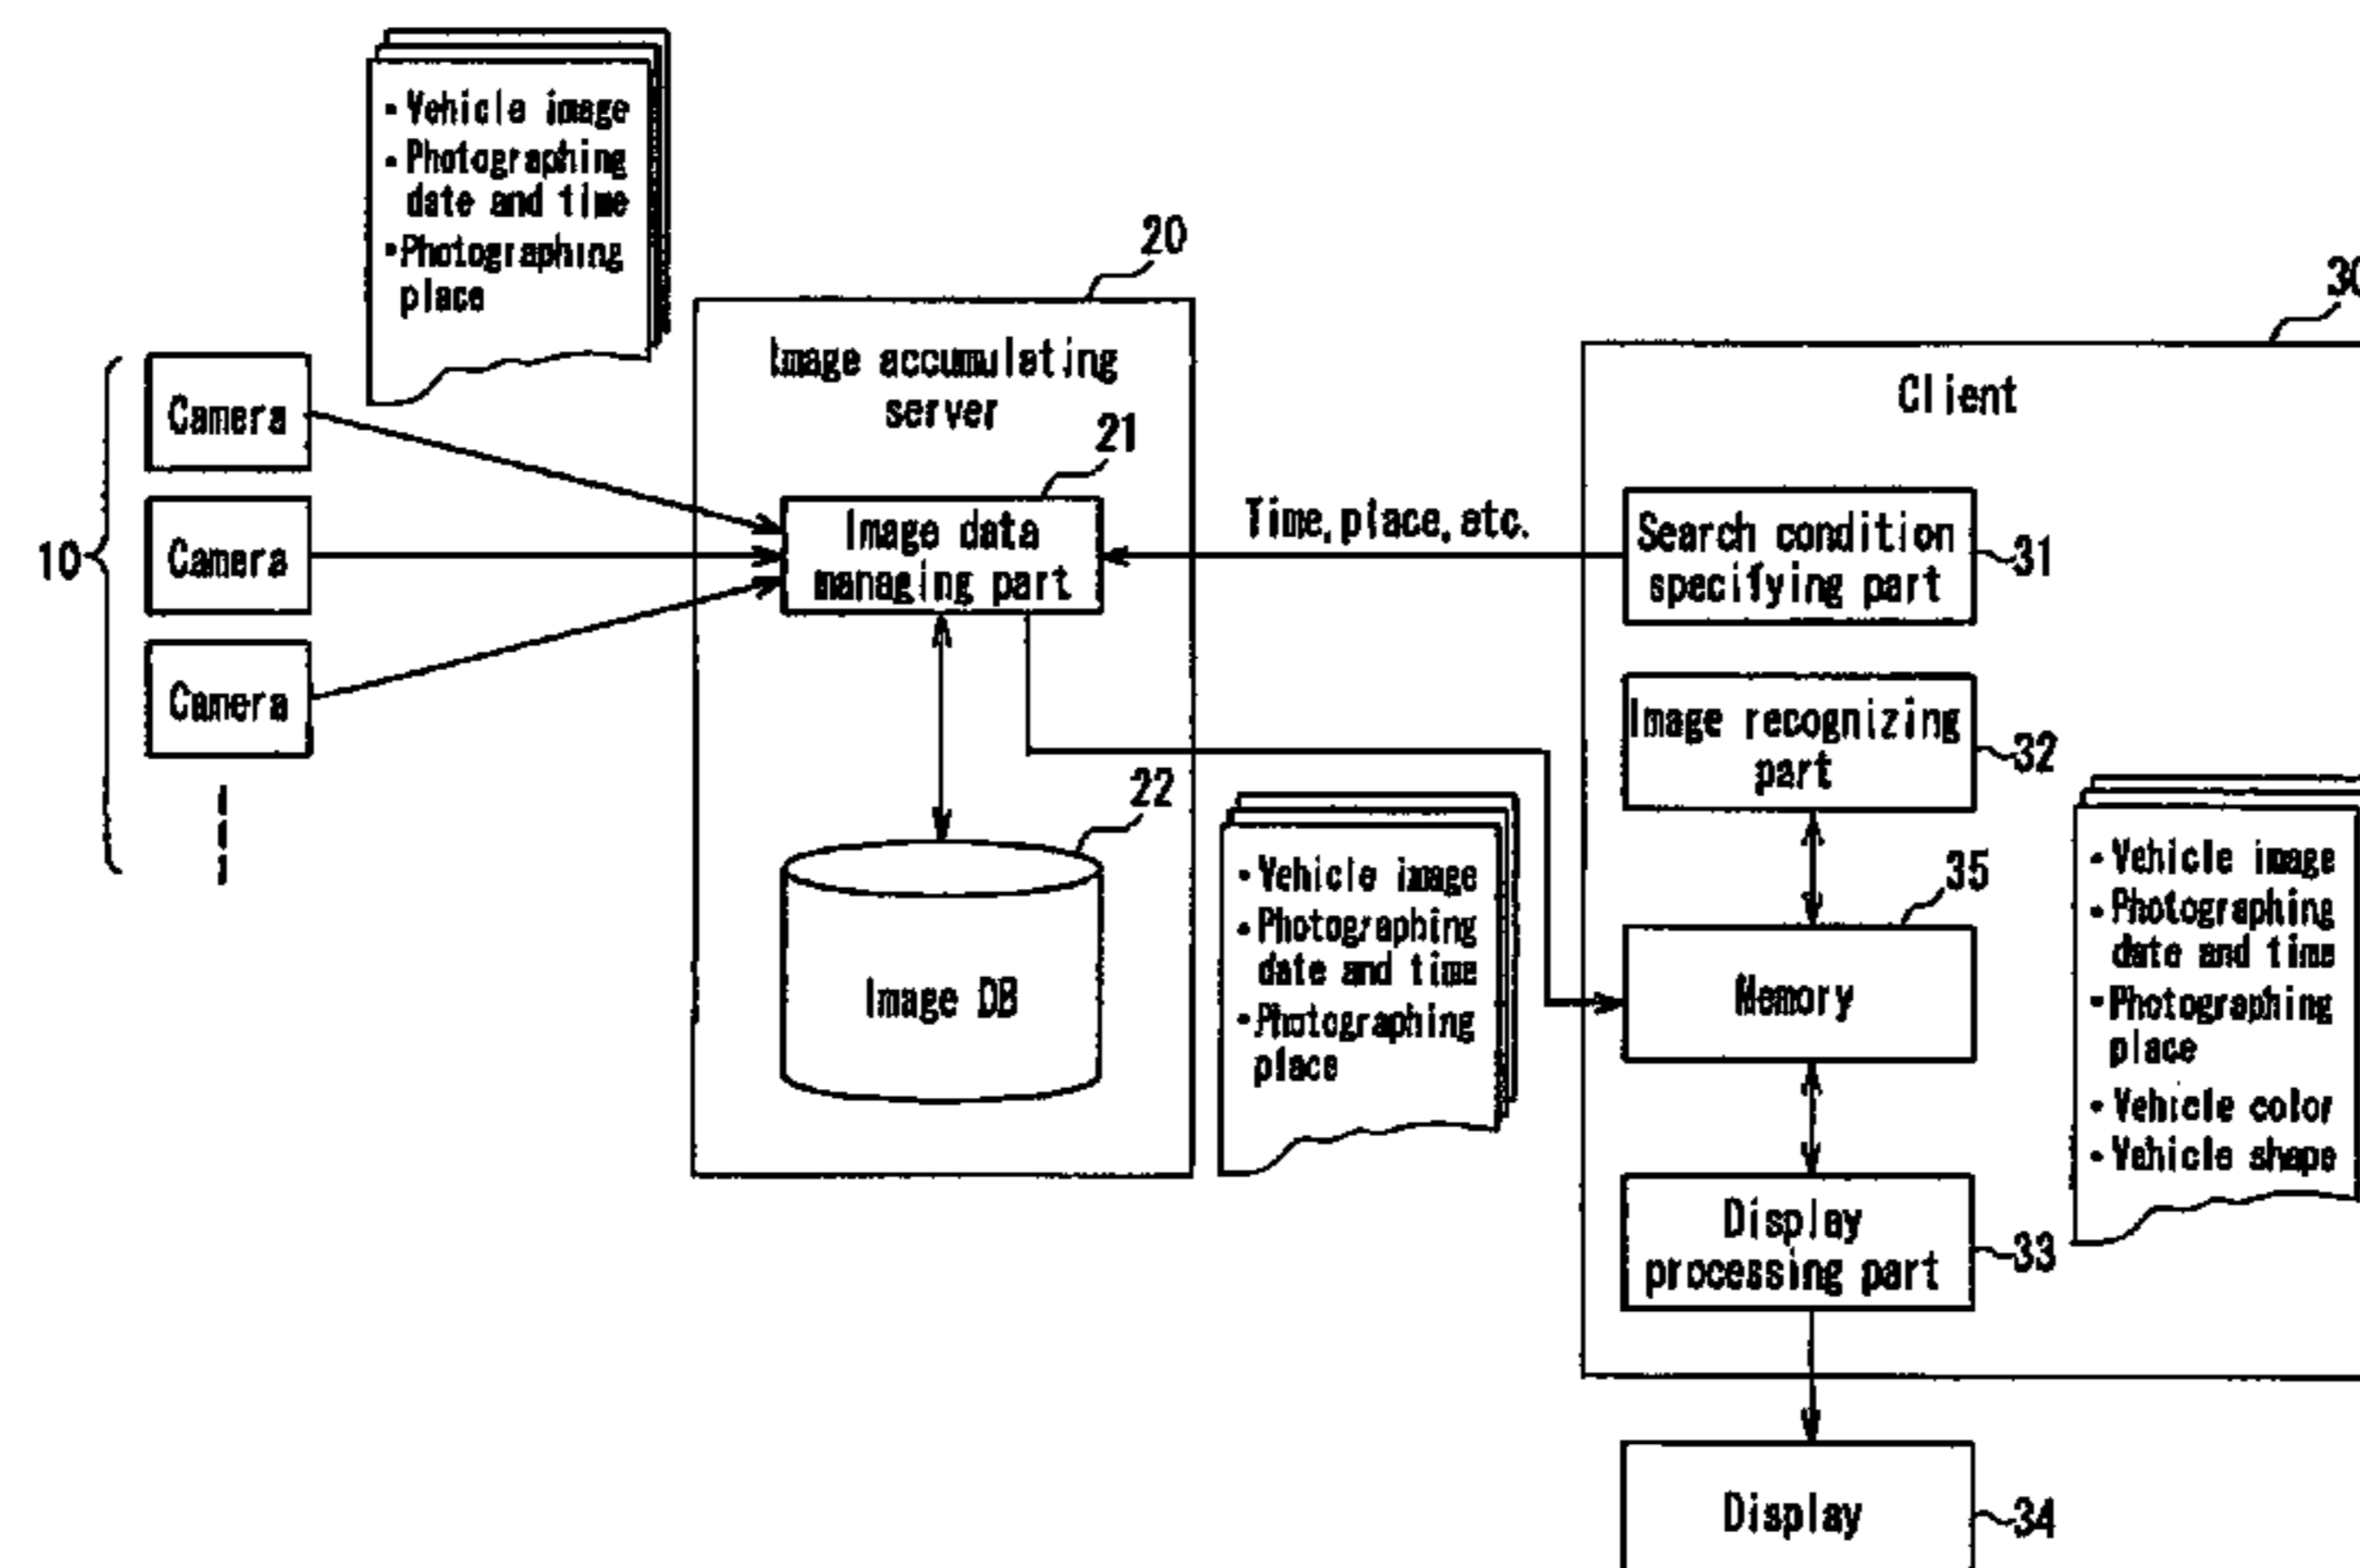 • Vehicle image
• Photographing
date and time
• Photographing
place
20
Image accumulating
server
21
10
Camera
Camera
Camera
Image data
managing part
22
Image DB
Time, place, etc.
• Vehicle image
• Photographing
date and time
• Photographing
place
30
Client
Search condition
specifying part
31
Image recognizing
part
32
35
Memory
Display
processing part
33
Display
34
• Vehicle image
• Photographing
date and time
• Photographing
place
• Vehicle color
• Vehicle shape